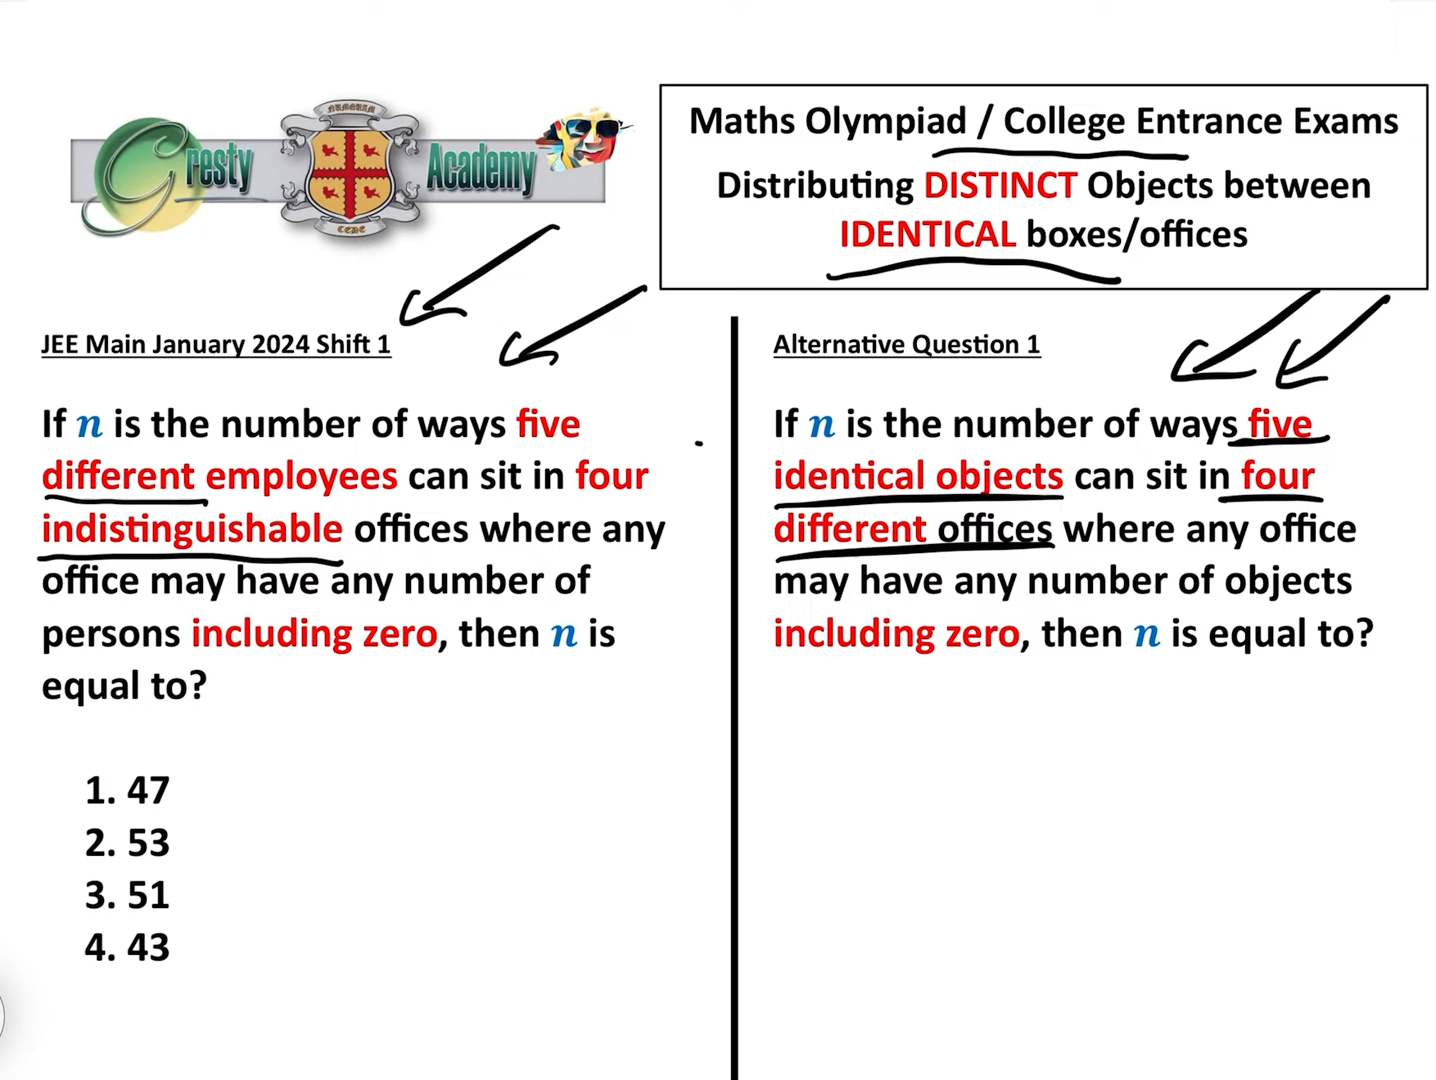 NUMORUM
Gresty Academy
CEPE
Maths Olympiad / College Entrance Exams
Distributing DISTINCT Objects between
IDENTICAL boxes/offices
JEE Main January 2024 Shift 1
If n is the number of ways five
different employees can sit in four
indistinguishable offices where any
office may have any number of
persons including zero, then n is
equal to?
1. 47
2. 53
3. 51
4. 43
Alternative Question 1
If n is the number of ways five
identical objects can sit in four
different offices where any office
may have any number of objects
including zero, then n is equal to?